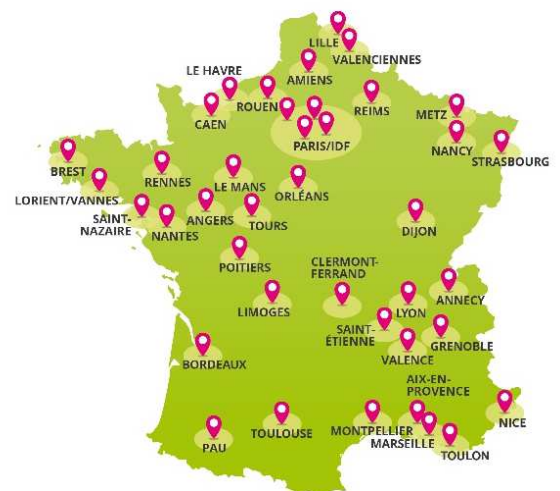 LILLE
VALENCIENNES
LE HAVRE
AMIENS
ROUEN
REIMS
METZ
CAEN
PARIS/IDF
NANCY
STRASBOURG
BREST
RENNES
LE MANS
ORLÉANS
LORIENT/VANNES
SAINT-
NAZAIRE
NANTES
ANGERS
TOURS
DIJON
POITIERS
CLERMONT-
FERRAND
LIMOGES
LYON
ANNECY
SAINT-
ÉTIENNE
GRENOBLE
VALENCE
BORDEAUX
AIX-EN-
PROVENCE
PAU
TOULOUSE
MONTPELLIER
MARSEILLE
TOULON
NICE